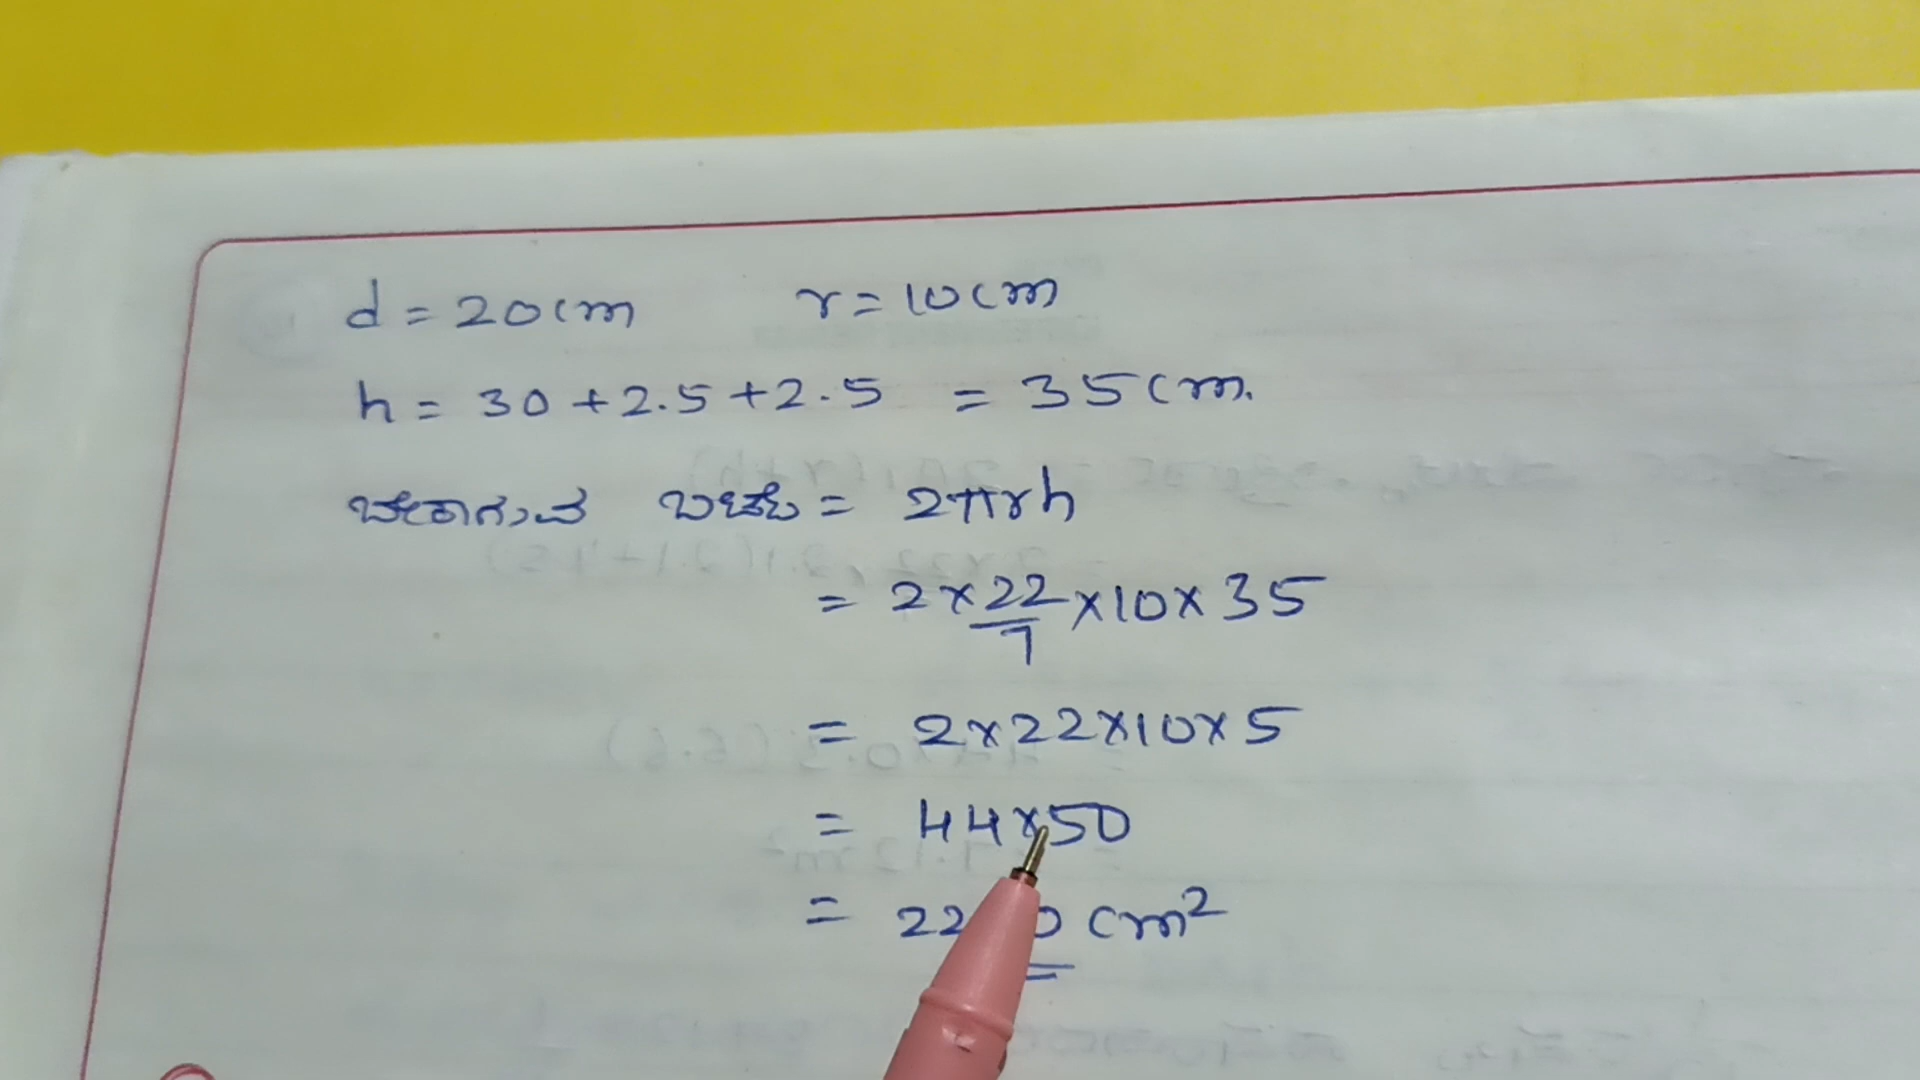 d = 20cm r = 10cm
h = 30 + 2.5 + 2.5 = 35cm.
ಬೇಕಾಗುವ ಬಟ್ಟೆ = 2πrh
= 2 × 22/7 × 10 × 35
= 2×22×10×5
= 44×50
= cm²